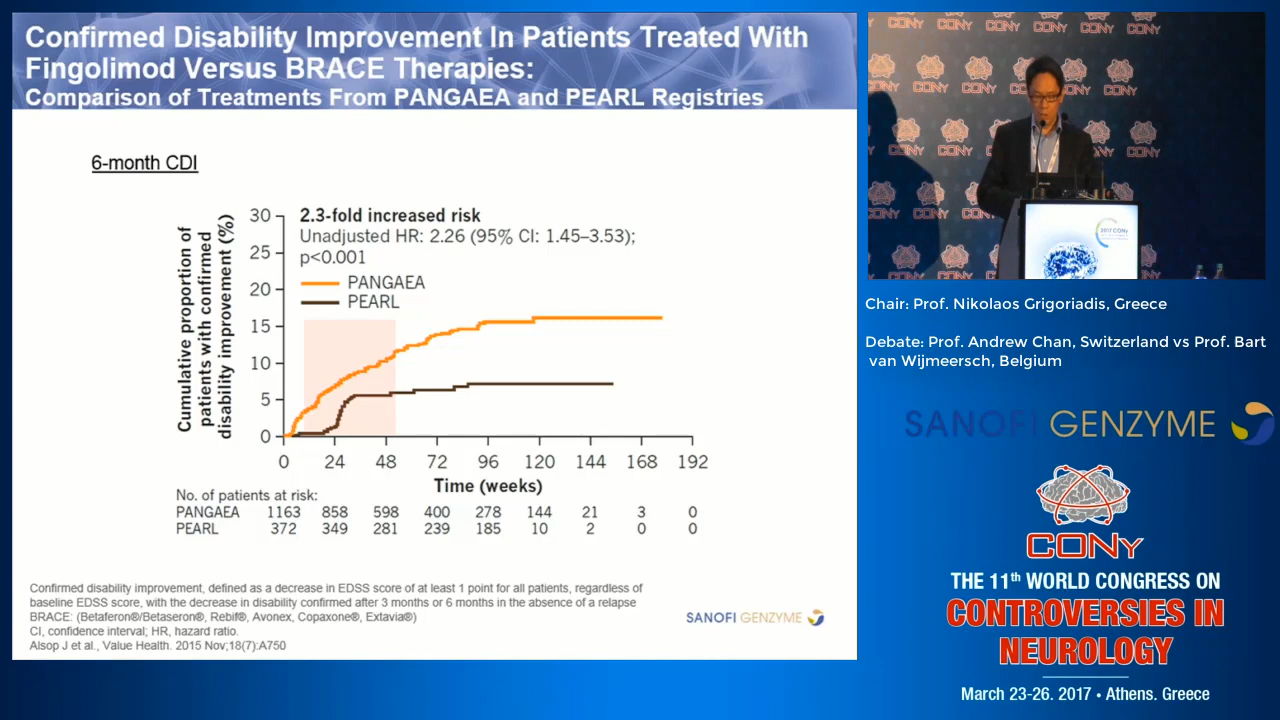 Confirmed Disability Improvement In Patients Treated With
Fingolimod Versus BRACE Therapies:
Comparison of Treatments From PANGAEA and PEARL Registries
6-month CDI
Cumulative proportion of
patients with confirmed
disability improvement (%)
30
25
20
15
10
5
0
2.3-fold increased risk
Unadjusted HR: 2.26 (95% CI: 1.45–3.53);
p<0.001
PANGAEA
PEARL
0 24 48 72 96 120 144 168 192
Time (weeks)
No. of patients at risk:
PANGAEA 1163 858 598 400 278 144 21 3 0
PEARL 372 349 281 239 185 10 2 0 0
Confirmed disability improvement, defined as a decrease in EDSS score of at least 1 point for all patients, regardless of
baseline EDSS score, with the decrease in disability confirmed after 3 months or 6 months in the absence of a relapse
BRACE: (Betaferon®/Betaseron®, Rebif®, Avonex, Copaxone®, Extavia®)
CI, confidence interval; HR, hazard ratio.
Alsop J et al., Value Health. 2015 Nov;18(7):A750
SANOFI GENZYME
CONy
CONy
CONy
CONy
2017 CONy
Chair: Prof. Nikolaos Grigoriadis, Greece
Debate: Prof. Andrew Chan, Switzerland vs Prof. Bart
van Wijmeersch, Belgium
SANOFI GENZYME
CONy
THE 11th WORLD CONGRESS ON
CONTROVERSIES IN
NEUROLOGY
March 23-26. 2017 • Athens. Greece